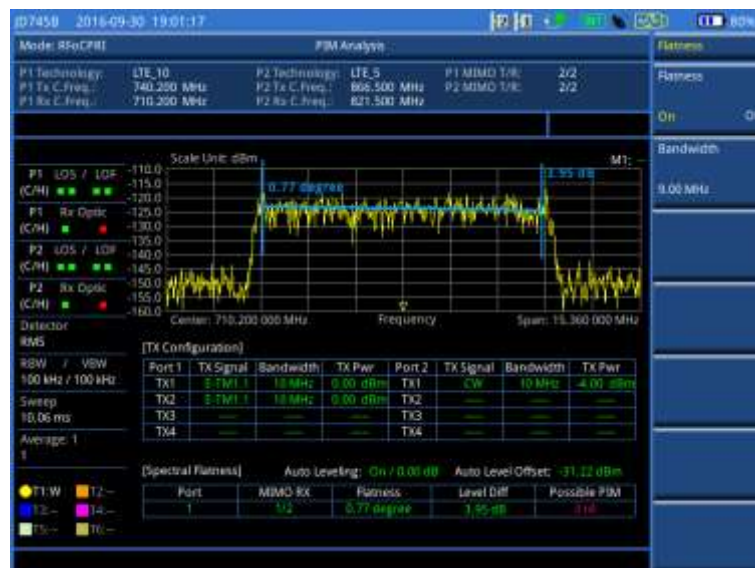 JD745B 2016-09-30 19:01:17
80%
Mode: RFoCPRI PIM Analysis
Flatness
P1 Technology: LTE_10 P2 Technology: LTE_5 P1 MIMO T/R: 2/2
P1 Tx C.Freq.: 740.200 MHz P2 Tx C.Freq.: 866.500 MHz P2 MIMO T/R: 2/2
P1 Rx C.Freq.: 710.200 MHz P2 Rx C.Freq.: 821.500 MHz
Flatness
On
Bandwidth
9.00 MHz
Scale Unit: dBm M1: --
P1 LOS / LOF
(C/H)
P1 Rx Optic
(C/H)
P2 LOS / LOF
(C/H)
P2 Rx Optic
(C/H)
-110.0
-115.0
-120.0
-125.0
-130.0
-135.0
-140.0
-145.0
-150.0
-155.0
-160.0
0.77 degree
3.95 dB
Center: 710.200 000 MHz Frequency Span: 15.360 000 MHz
Detector
RMS
RBW / VBW
100 kHz / 100 kHz
Sweep
Average: 1
1
T1:W T2:--
T3:-- T4:--
T5:-- T6:--
[TX Configuration]
Port 1 TX Signal Bandwidth TX Pwr Port 2 TX Signal Bandwidth TX Pwr
TX1 E-TM1.1 10 MHz 0.00 dBm TX1 CW 10 MHz -4.00 dBm
TX2 E-TM1.1 10 MHz 0.00 dBm TX2 -- -- --
TX3 -- -- -- TX3 -- -- --
TX4 -- -- -- TX4 -- -- --
[Spectral Flatness] Auto Leveling: On / 0.00 dB Auto Level Offset: -31.22 dBm
Port MIMO RX Flatness Level Diff Possible PIM
1 1/2 0.77 degree 3.95 dB